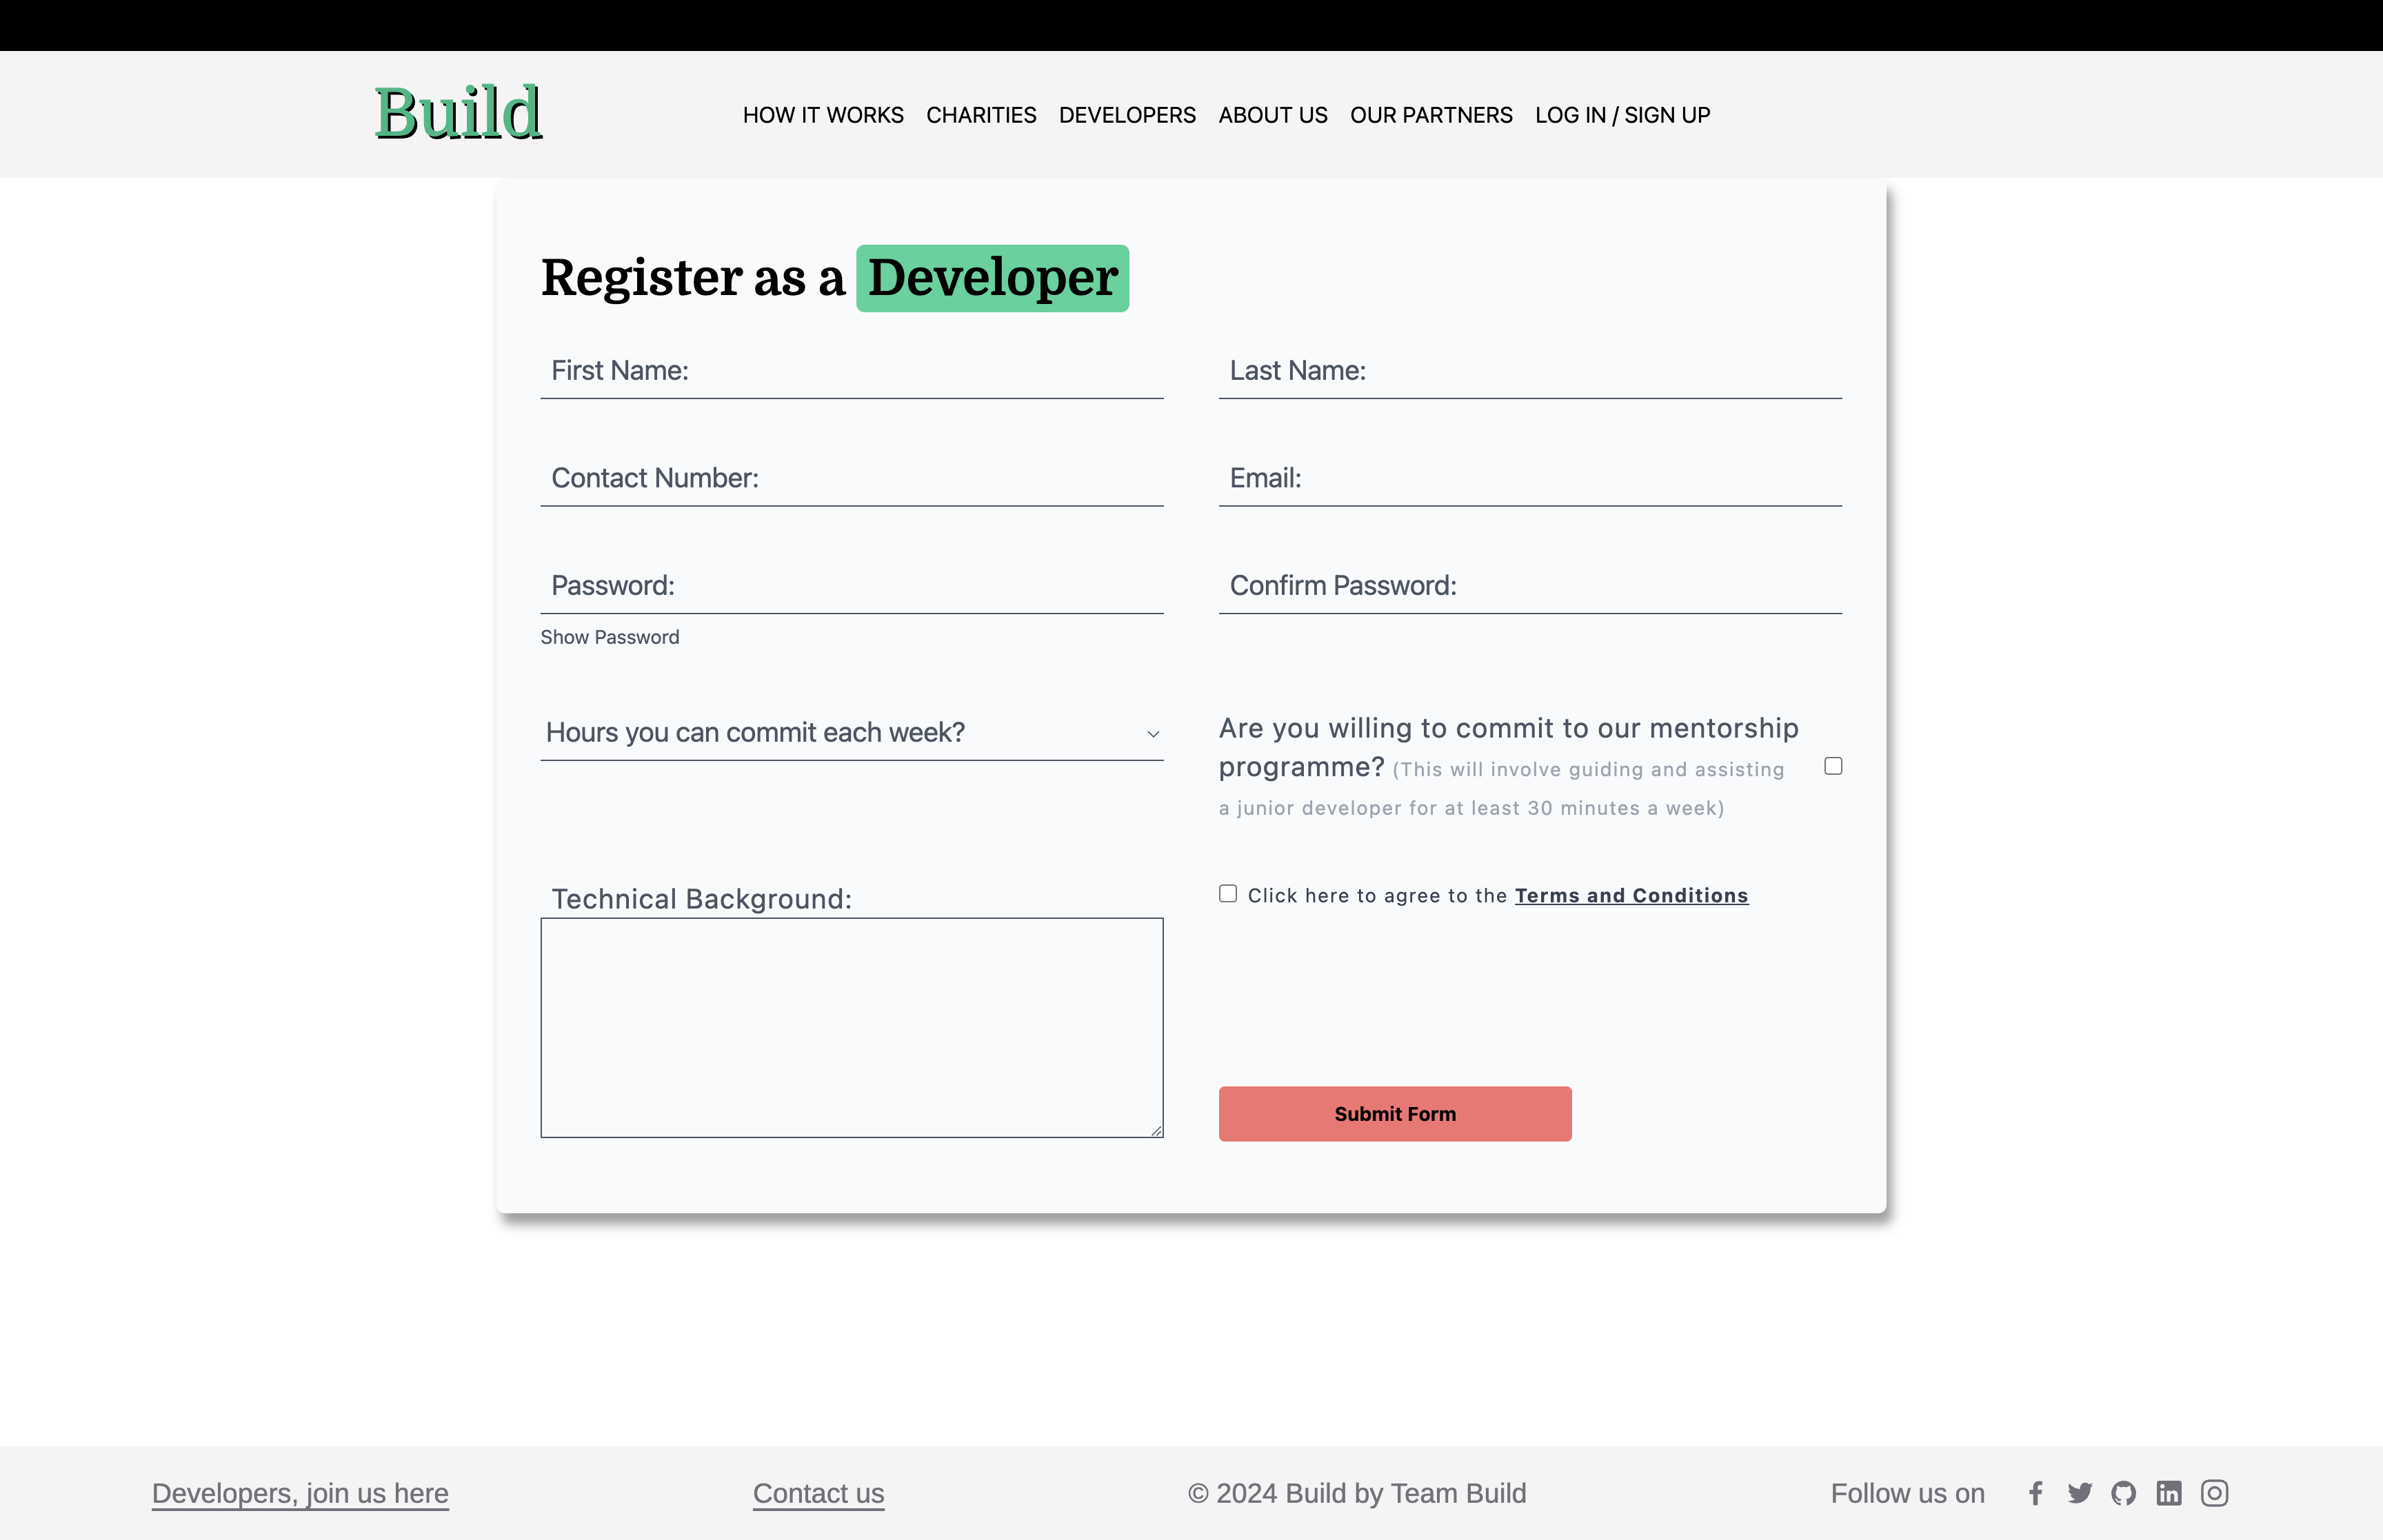 Build
HOW IT WORKS CHARITIES DEVELOPERS ABOUT US OUR PARTNERS LOG IN / SIGN UP
Register as a Developer
First Name:
Last Name:
Contact Number:
Email:
Password:
Confirm Password:
Show Password
Hours you can commit each week?
Are you willing to commit to our mentorship
programme? (This will involve guiding and assisting
a junior developer for at least 30 minutes a week)
Technical Background:
Click here to agree to the Terms and Conditions
Submit Form
Developers, join us here
Contact us
© 2024 Build by Team Build
Follow us on